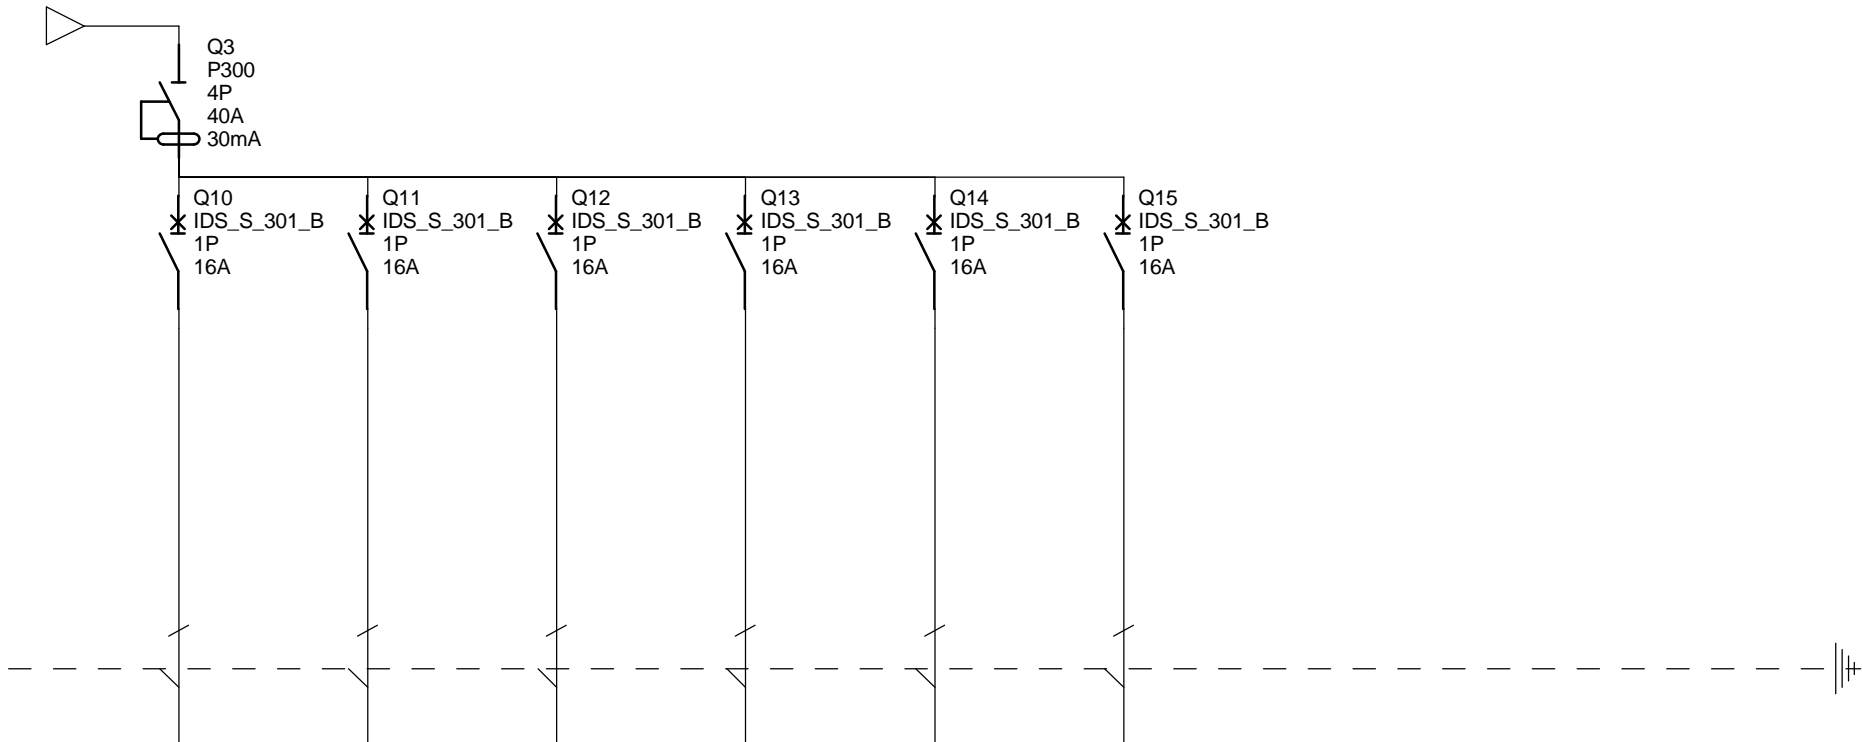 Q3
P300
4P
40A
30mA
Q10
IDS_S_301_B
1P
16A
Q11
IDS_S_301_B
1P
16A
Q12
IDS_S_301_B
1P
16A
Q13
IDS_S_301_B
1P
16A
Q14
IDS_S_301_B
1P
16A
Q15
IDS_S_301_B
1P
16A